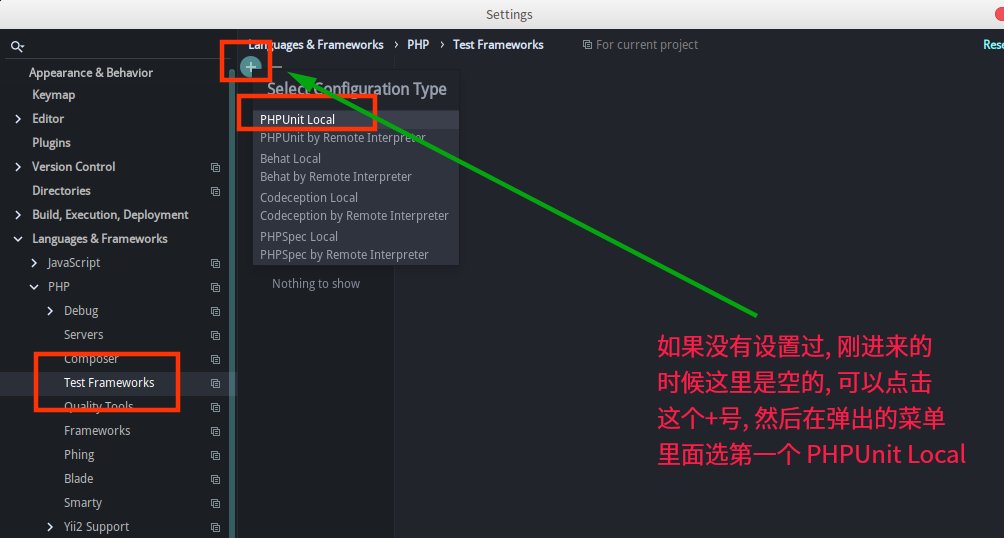 Settings
Languages & Frameworks › PHP › Test Frameworks For current project
Rese
Appearance & Behavior
Keymap
Editor
Plugins
Version Control
Directories
Build, Execution, Deployment
Languages & Frameworks
JavaScript
PHP
Debug
Servers
Composer
Test Frameworks
Quality Tools
Frameworks
Phing
Blade
Smarty
Yii2 Support
Select Configuration Type
PHPUnit Local
PHPUnit by Remote Interpreter
Behat Local
Behat by Remote Interpreter
Codeception Local
Codeception by Remote Interpreter
PHPSpec Local
PHPSpec by Remote Interpreter
Nothing to show
如果没有设置过, 刚进来的
时候这里是空的, 可以点击
这个+号, 然后在弹出的菜单
里面选第一个 PHPUnit Local